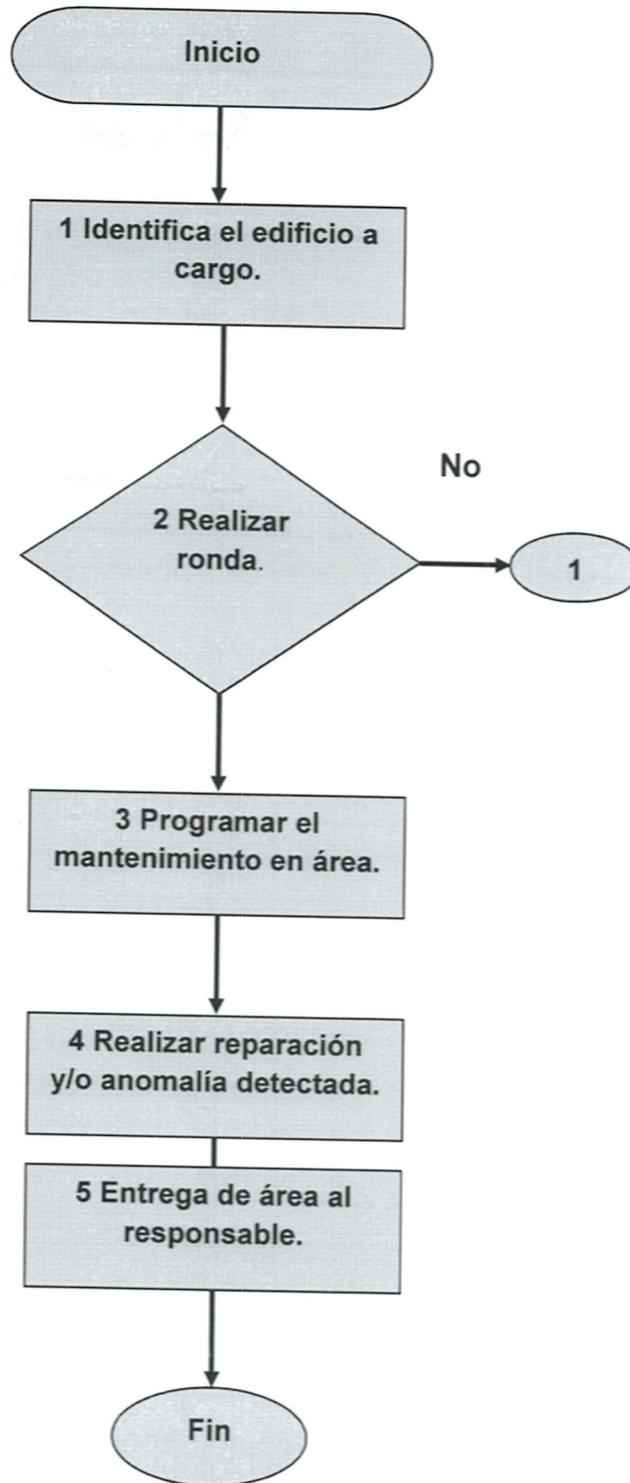 Inicio
1 Identifica el edificio a
cargo.
No
2 Realizar
ronda.
1
3 Programar el
mantenimiento en área.
4 Realizar reparación
y/o anomalía detectada.
5 Entrega de área al
responsable.
Fin